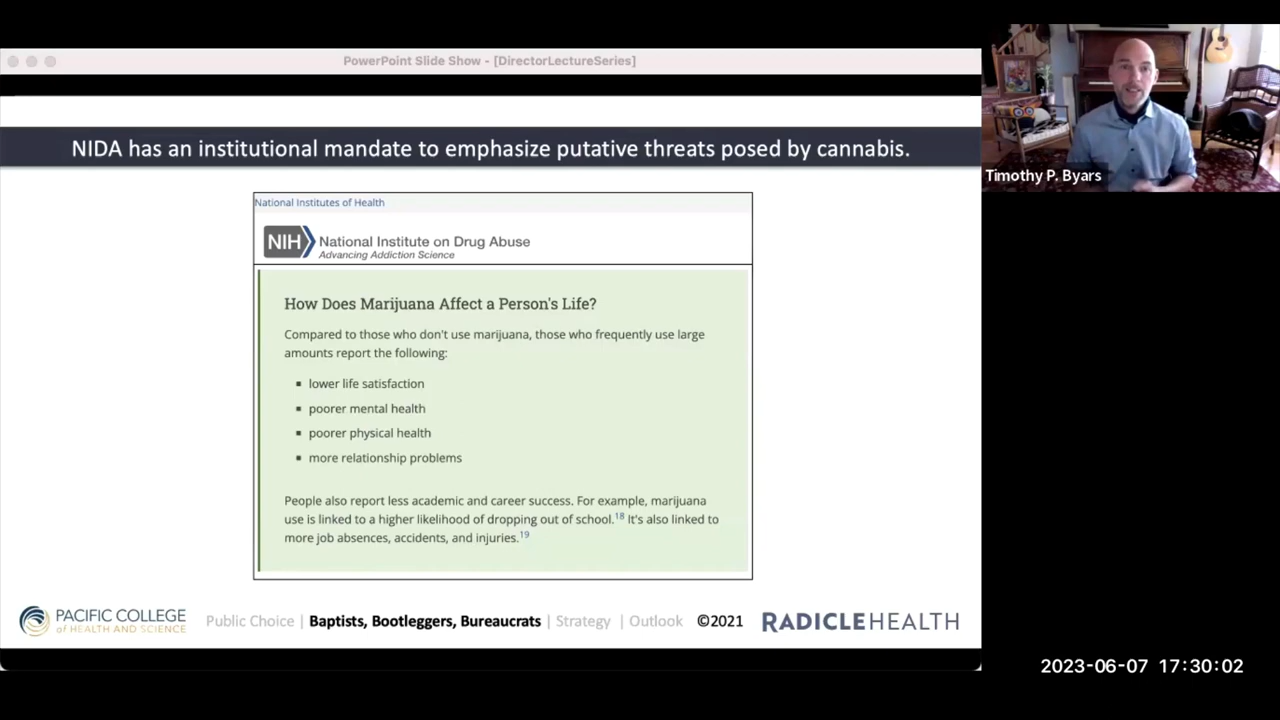 PowerPoint Slide Show - [DirectorLectureSeries]
NIDA has an institutional mandate to emphasize putative threats posed by cannabis.
Timothy P. Byars
National Institutes of Health
NIH National Institute on Drug Abuse
Advancing Addiction Science
How Does Marijuana Affect a Person's Life?
Compared to those who don't use marijuana, those who frequently use large
amounts report the following:
▪ lower life satisfaction
▪ poorer mental health
▪ poorer physical health
▪ more relationship problems
People also report less academic and career success. For example, marijuana
use is linked to a higher likelihood of dropping out of school.18 It's also linked to
more job absences, accidents, and injuries.19
PACIFIC COLLEGE
of HEALTH AND SCIENCE
Public Choice | Baptists, Bootleggers, Bureaucrats | Strategy | Outlook ©2021
RADICLEHEALTH
2023-06-07 17:30:02